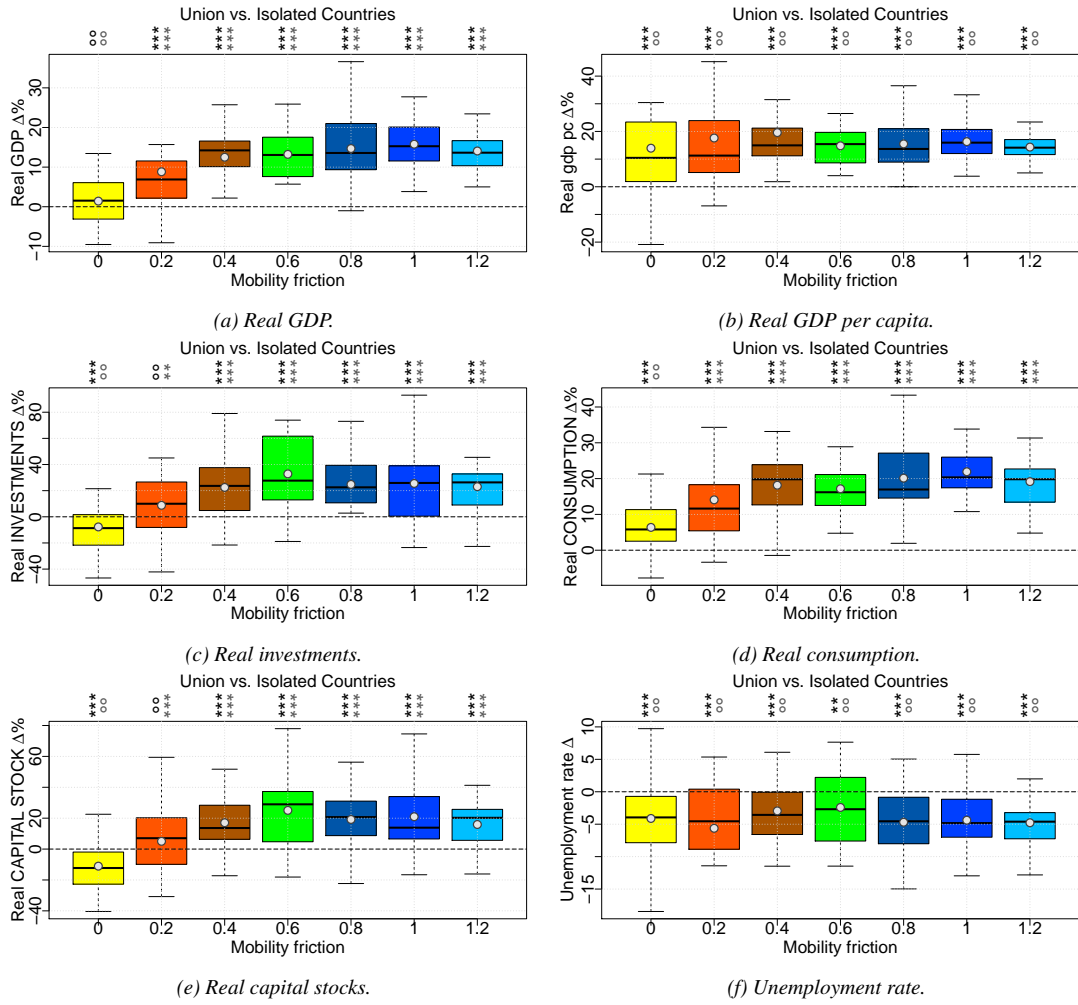 Union vs. Isolated Countries
°° *** *** *** *** *** ***
°° *** *** *** *** *** ***
Real GDP Δ%
30
20
10
0
−10
0 0.2 0.4 0.6 0.8 1 1.2
Mobility friction
(a) Real GDP.
Union vs. Isolated Countries
*** *** *** *** *** *** ***
°° °° °° °° °° °° °°
Real gdp pc Δ%
40
20
0
−20
0 0.2 0.4 0.6 0.8 1 1.2
Mobility friction
(b) Real GDP per capita.
Union vs. Isolated Countries
*** °° *** *** *** *** ***
°° ** *** *** *** *** ***
Real INVESTMENTS Δ%
80
40
0
−40
0 0.2 0.4 0.6 0.8 1 1.2
Mobility friction
(c) Real investments.
Union vs. Isolated Countries
*** *** *** *** *** *** ***
°° *** *** *** *** *** ***
Real CONSUMPTION Δ%
40
30
20
10
0
0 0.2 0.4 0.6 0.8 1 1.2
Mobility friction
(d) Real consumption.
Union vs. Isolated Countries
*** °° *** *** *** *** ***
°° *** *** *** *** *** ***
Real CAPITAL STOCK Δ%
60
20
0
−40
0 0.2 0.4 0.6 0.8 1 1.2
Mobility friction
(e) Real capital stocks.
Union vs. Isolated Countries
*** *** *** ** *** *** ***
°° °° °° °° °° °° °°
Unemployment rate Δ
10
5
0
−5
−15
0 0.2 0.4 0.6 0.8 1 1.2
Mobility friction
(f) Unemployment rate.